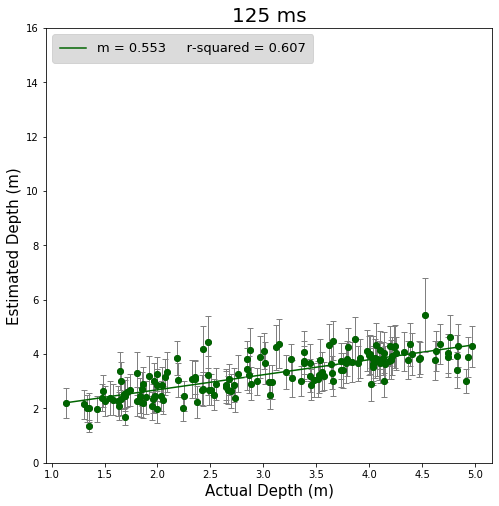 125 ms
m = 0.553 r-squared = 0.607
Estimated Depth (m)
16
14
12
10
8
6
4
2
0
1.0 1.5 2.0 2.5 3.0 3.5 4.0 4.5 5.0
Actual Depth (m)